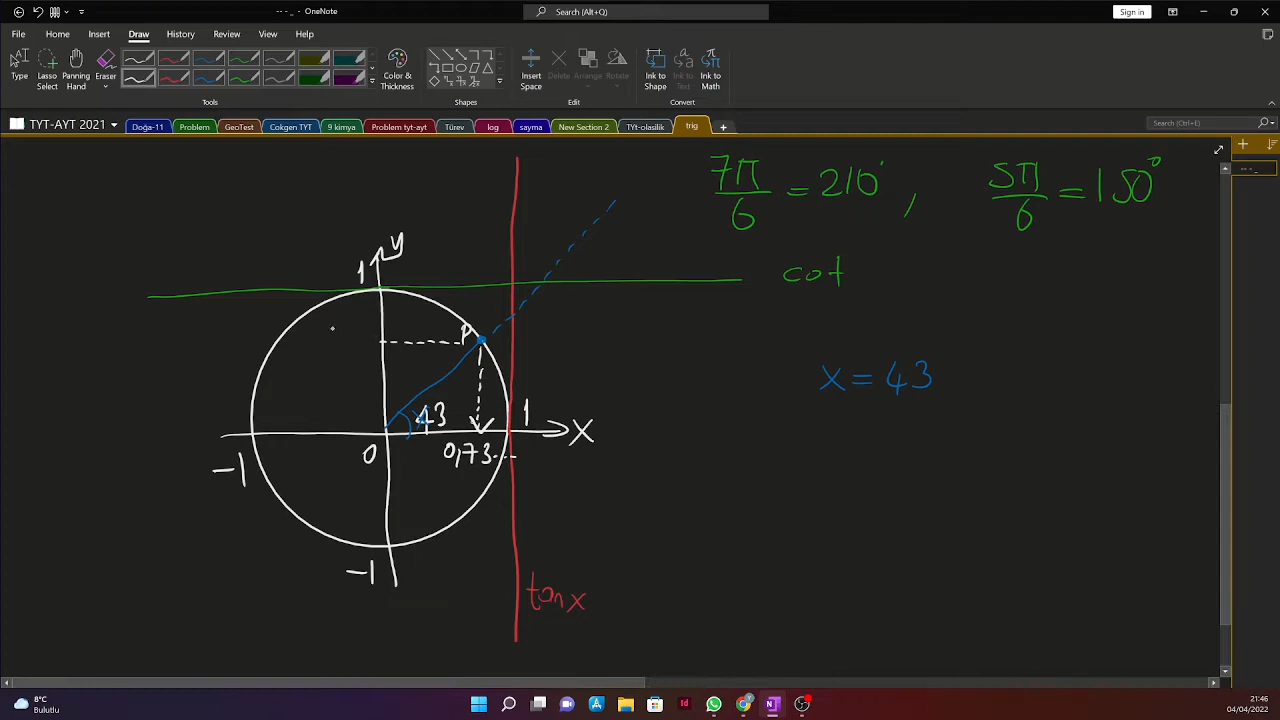 -- -_ - OneNote
Search (Alt+Q)
Sign in
File Home Insert Draw History Review View Help
Type
Lasso Select
Panning Hand
Eraser
Color & Thickness
Insert Space
Delete
Arrange
Rotate
Ink to Shape
Ink to Text
Ink to Math
Tools
Shapes
Edit
Convert
TYT-AYT 2021
Doğa-11
Problem
GeoTest
Cokgen TYT
9 kimya
Problem tyt-ayt
Türev
log
sayma
New Section 2
TYt-olasilik
trig
Search (Ctrl+E)
-- -_
7π/6 = 210° , 5π/6 = 150°
y
1
cot
P
x = 43
43
x
1
X
0
0,73...
-1
-1
tan x
8°C
Bulutlu
Id
N
21:46
04/04/2022